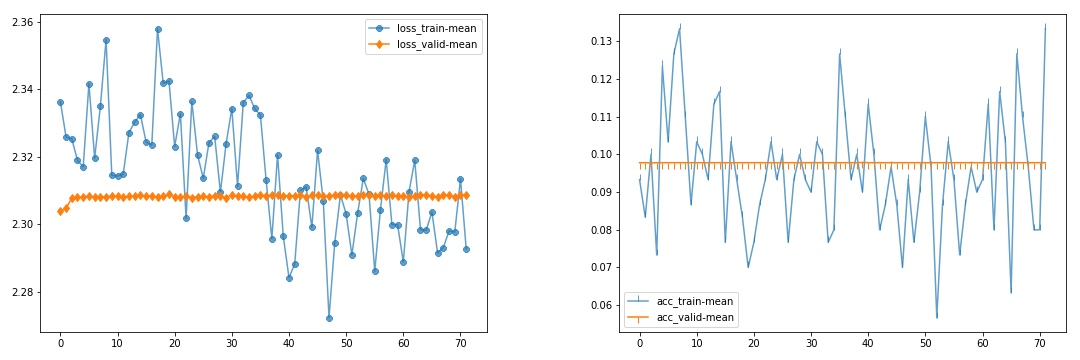 2.36
2.34
2.32
2.30
2.28
0 10 20 30 40 50 60 70
loss_train-mean
loss_valid-mean
0.13
0.12
0.11
0.10
0.09
0.08
0.07
0.06
0 10 20 30 40 50 60 70
acc_train-mean
acc_valid-mean